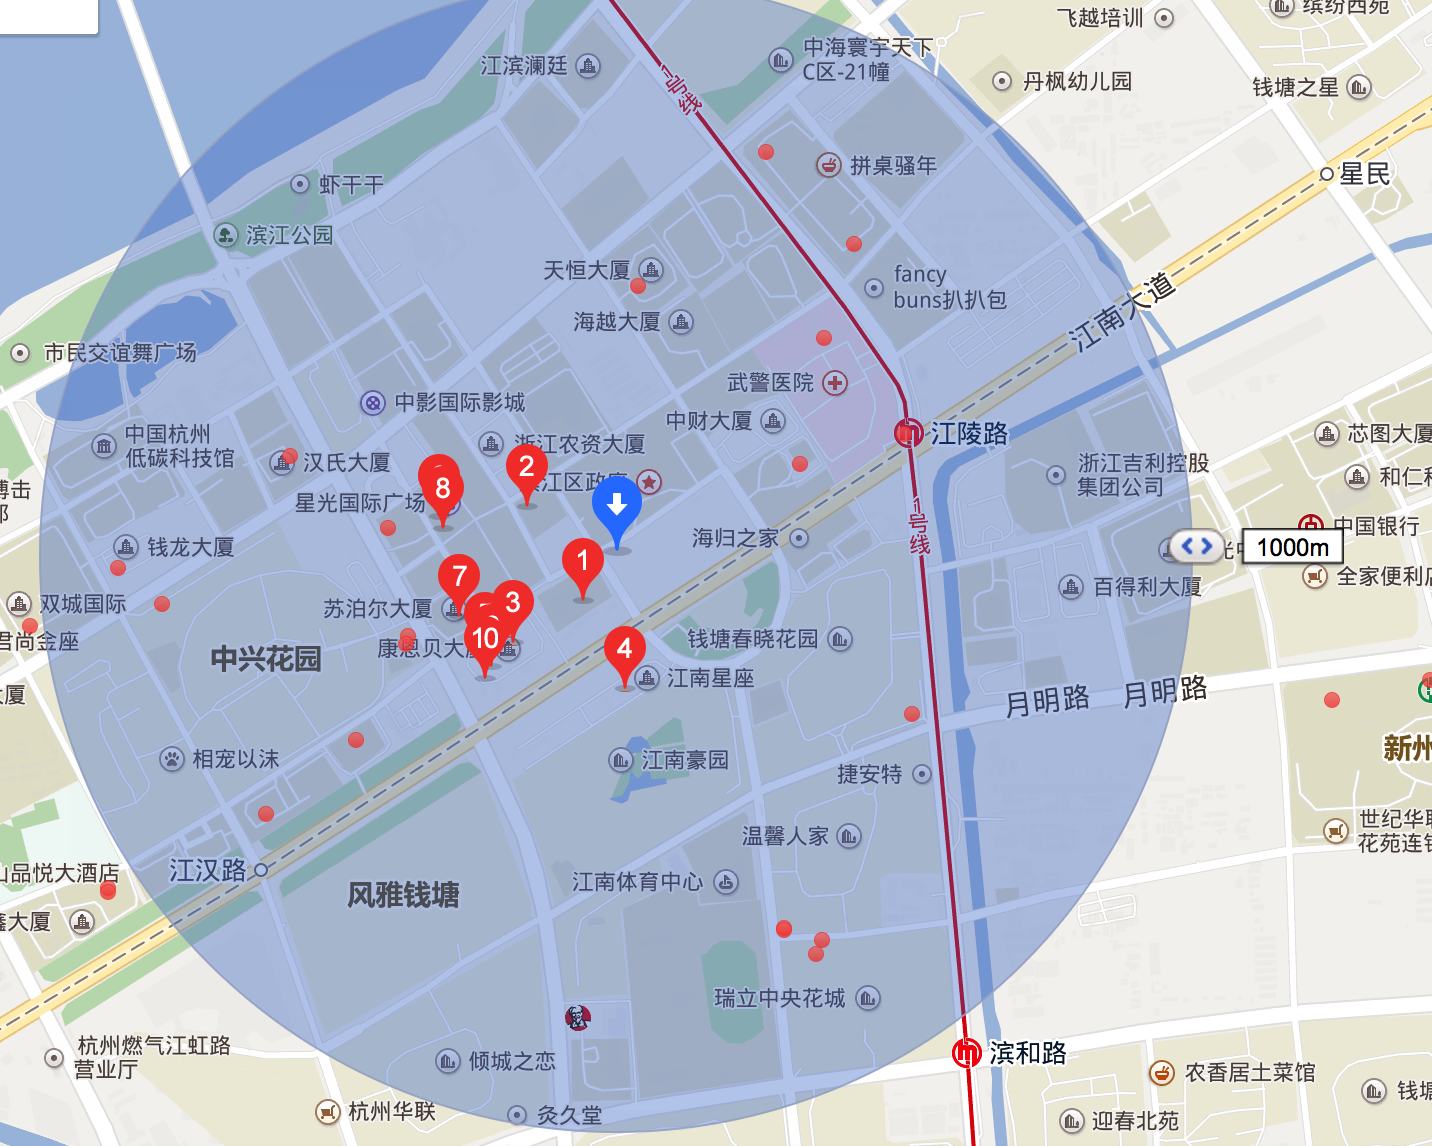 飞越培训
缤纷西苑
江滨澜廷
中海寰宇天下
C区-21幢
丹枫幼儿园
钱塘之星
1号线
虾干干
拼桌骚年
星民
滨江公园
天恒大厦
fancy
buns扒扒包
江南大道
海越大厦
市民交谊舞广场
武警医院
中影国际影城
中财大厦
江陵路
中国杭州
低碳科技馆
浙江农资大厦
芯图大厦
汉氏大厦
浙江吉利控股
集团公司
2
江区政府
和仁科
8
星光国际广场
1号线
中国银行
海归之家
钱龙大厦
1000m
1
7
百得利大厦
全家便利店
双城国际
苏泊尔大厦
3
君尚金座
10
康恩贝大厦
4
钱塘春晓花园
中兴花园
江南星座
月明路
月明路
大厦
新州
相宠以沫
江南豪园
捷安特
世纪华联
花苑连锁
温馨人家
山品悦大酒店
江汉路
江南体育中心
风雅钱塘
鑫大厦
瑞立中央花城
杭州燃气江虹路
营业厅
倾城之恋
滨和路
农香居土菜馆
钱塘
杭州华联
灸久堂
迎春北苑